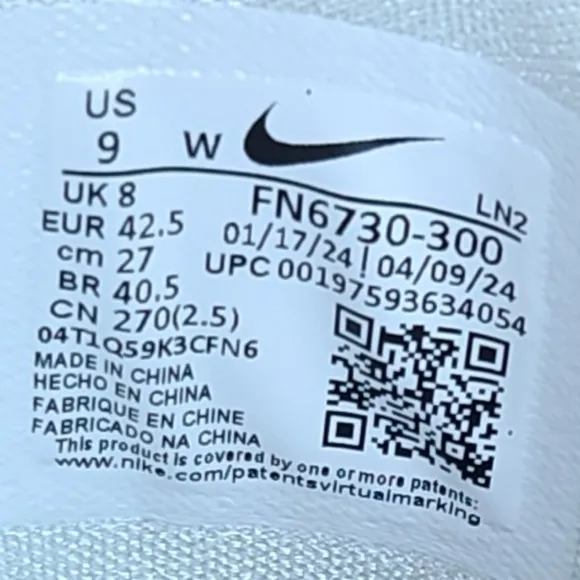 US
9 W
LN2
UK 8
FN6730-300
EUR 42.5
01/17/24 | 04/09/24
cm 27
UPC 00197593634054
BR 40.5
CN 270(2.5)
04T1Q59K3CFN6
MADE IN CHINA
HECHO EN CHINA
FABRIQUE EN CHINE
FABRICADO NA CHINA
This product is covered by one or more patents:
www.nike.com/patentsvirtualmarking